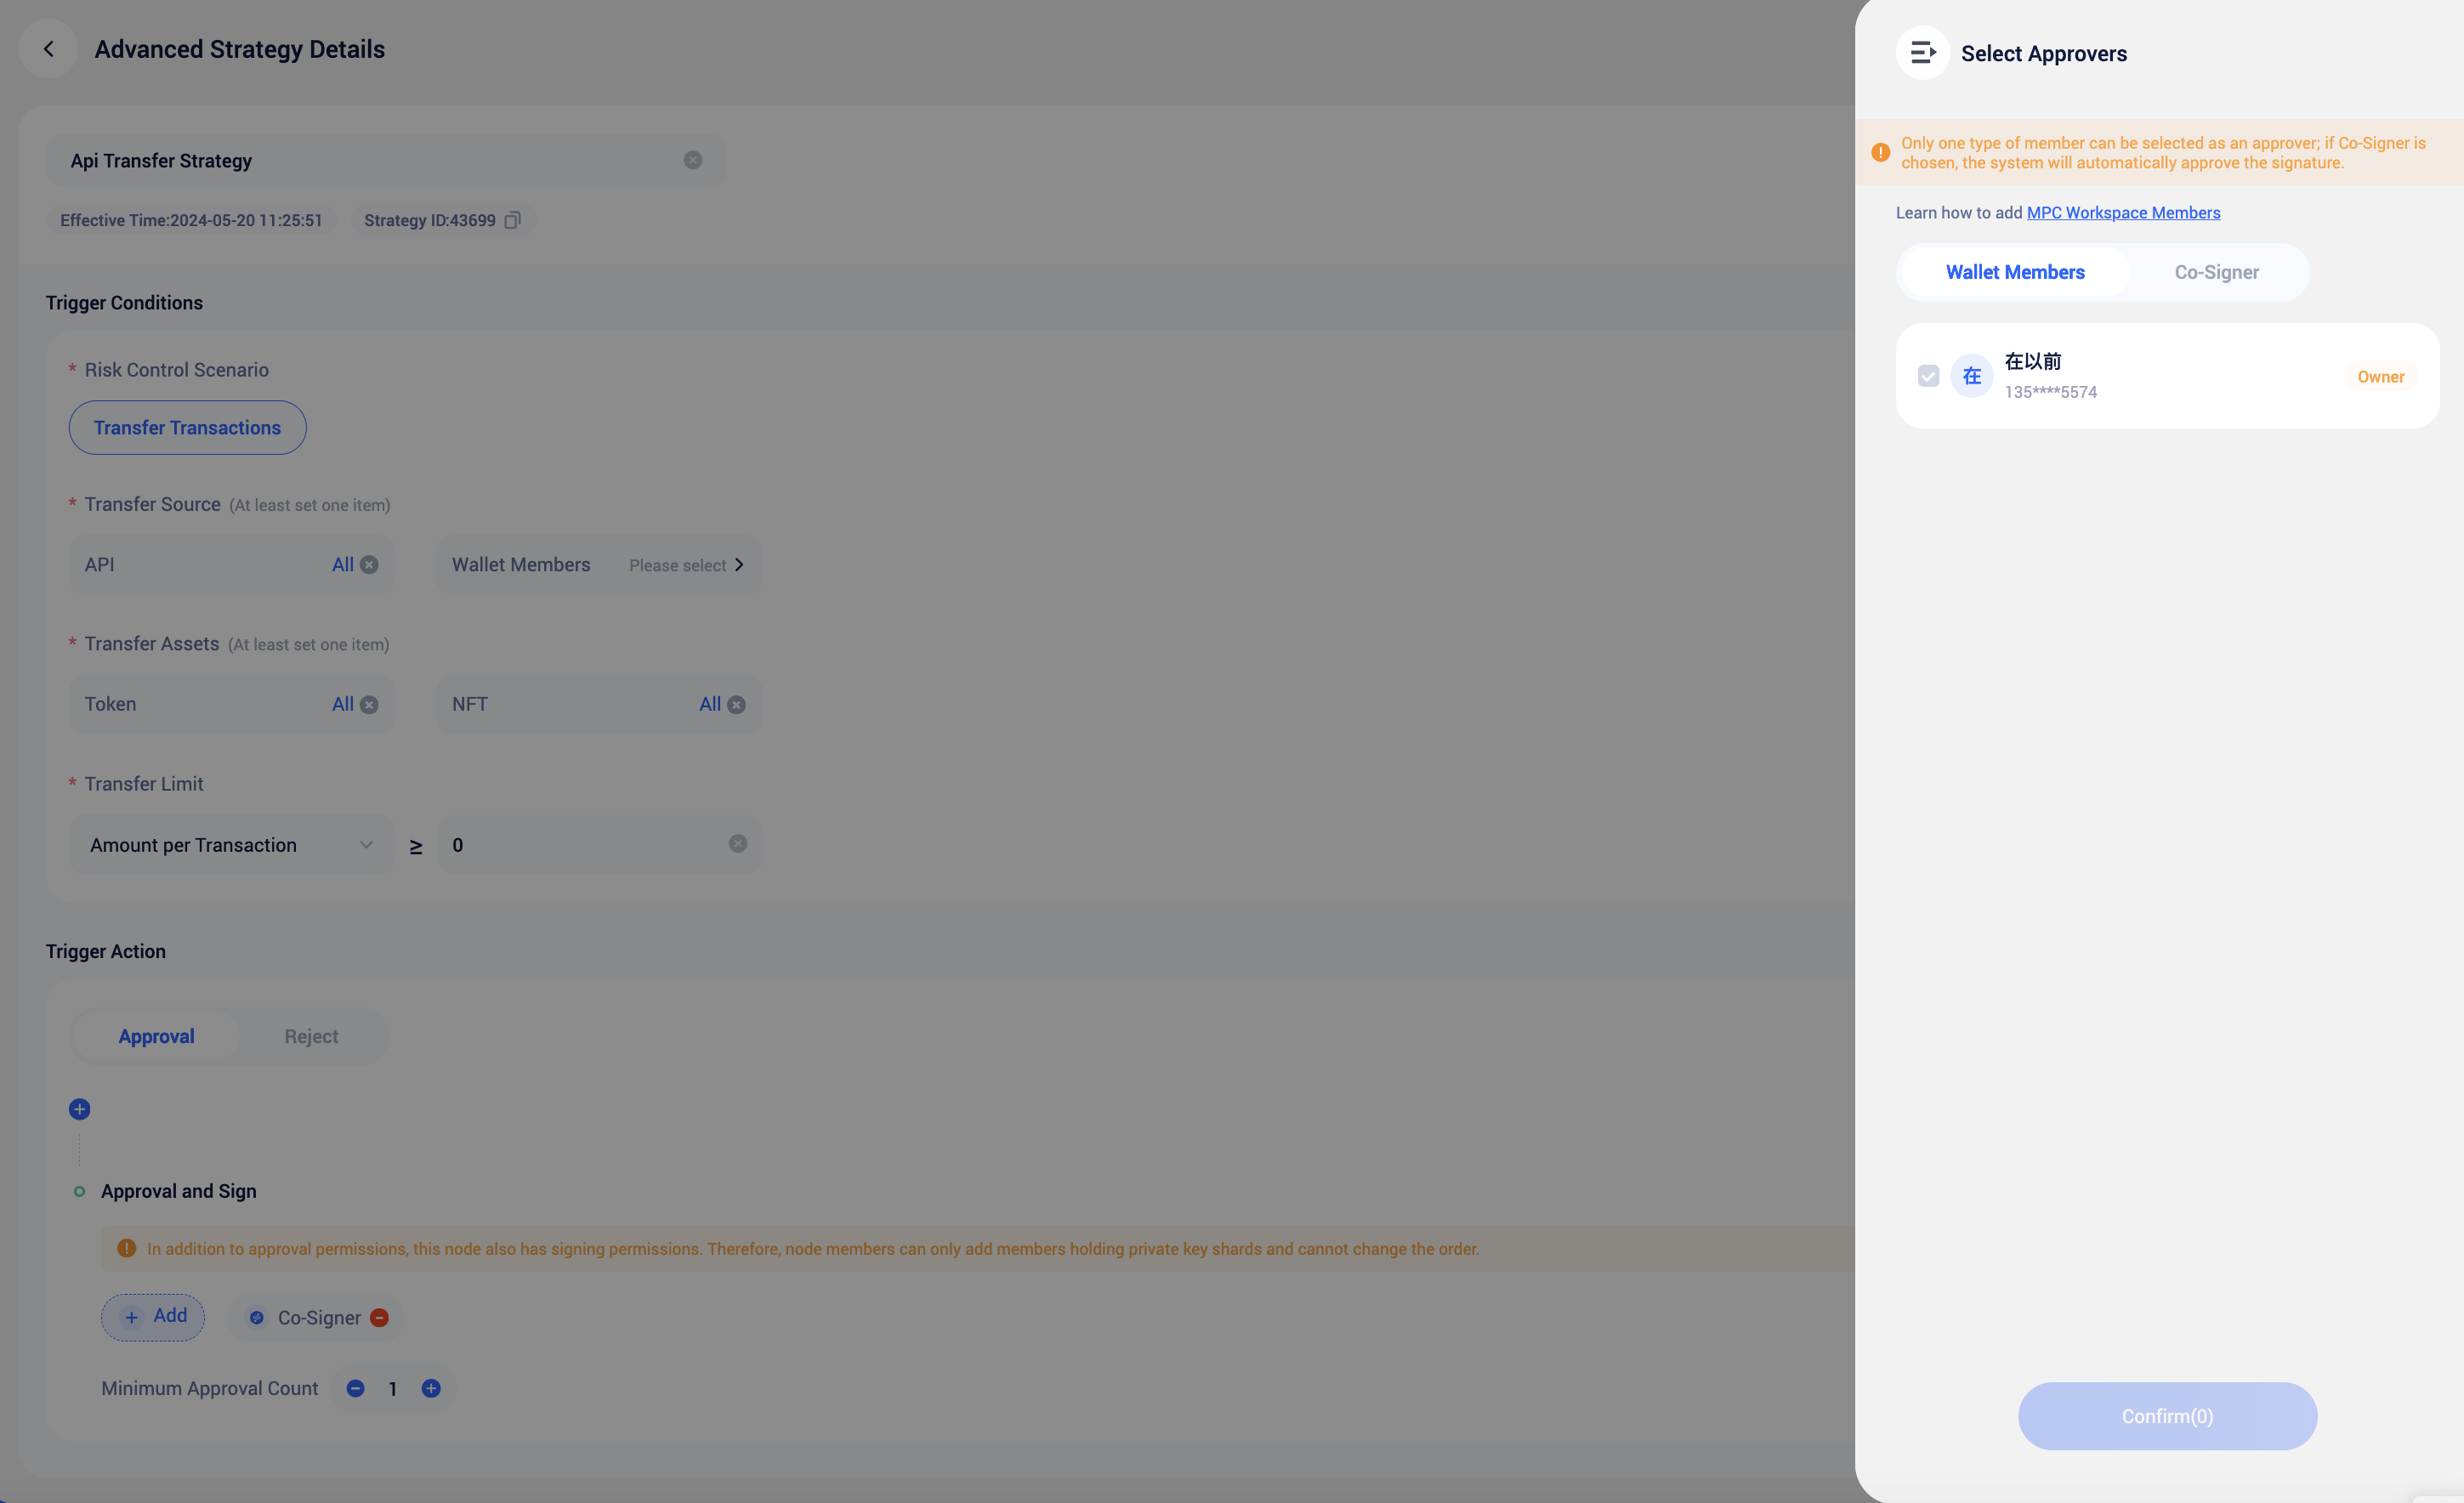 Advanced Strategy Details
Api Transfer Strategy
Effective Time:2024-05-20 11:25:51
Strategy ID:43699
Trigger Conditions
* Risk Control Scenario
Transfer Transactions
* Transfer Source (At least set one item)
API All
Wallet Members Please select
* Transfer Assets (At least set one item)
Token All
NFT All
* Transfer Limit
Amount per Transaction ≥ 0
Trigger Action
Approval Reject
Approval and Sign
In addition to approval permissions, this node also has signing permissions. Therefore, node members can only add members holding private key shards and cannot change the order.
+ Add
Co-Signer
Minimum Approval Count 1
Select Approvers
Only one type of member can be selected as an approver; if Co-Signer is
chosen, the system will automatically approve the signature.
Learn how to add MPC Workspace Members
Wallet Members Co-Signer
在
在以前
135****5574
Owner
Confirm(0)